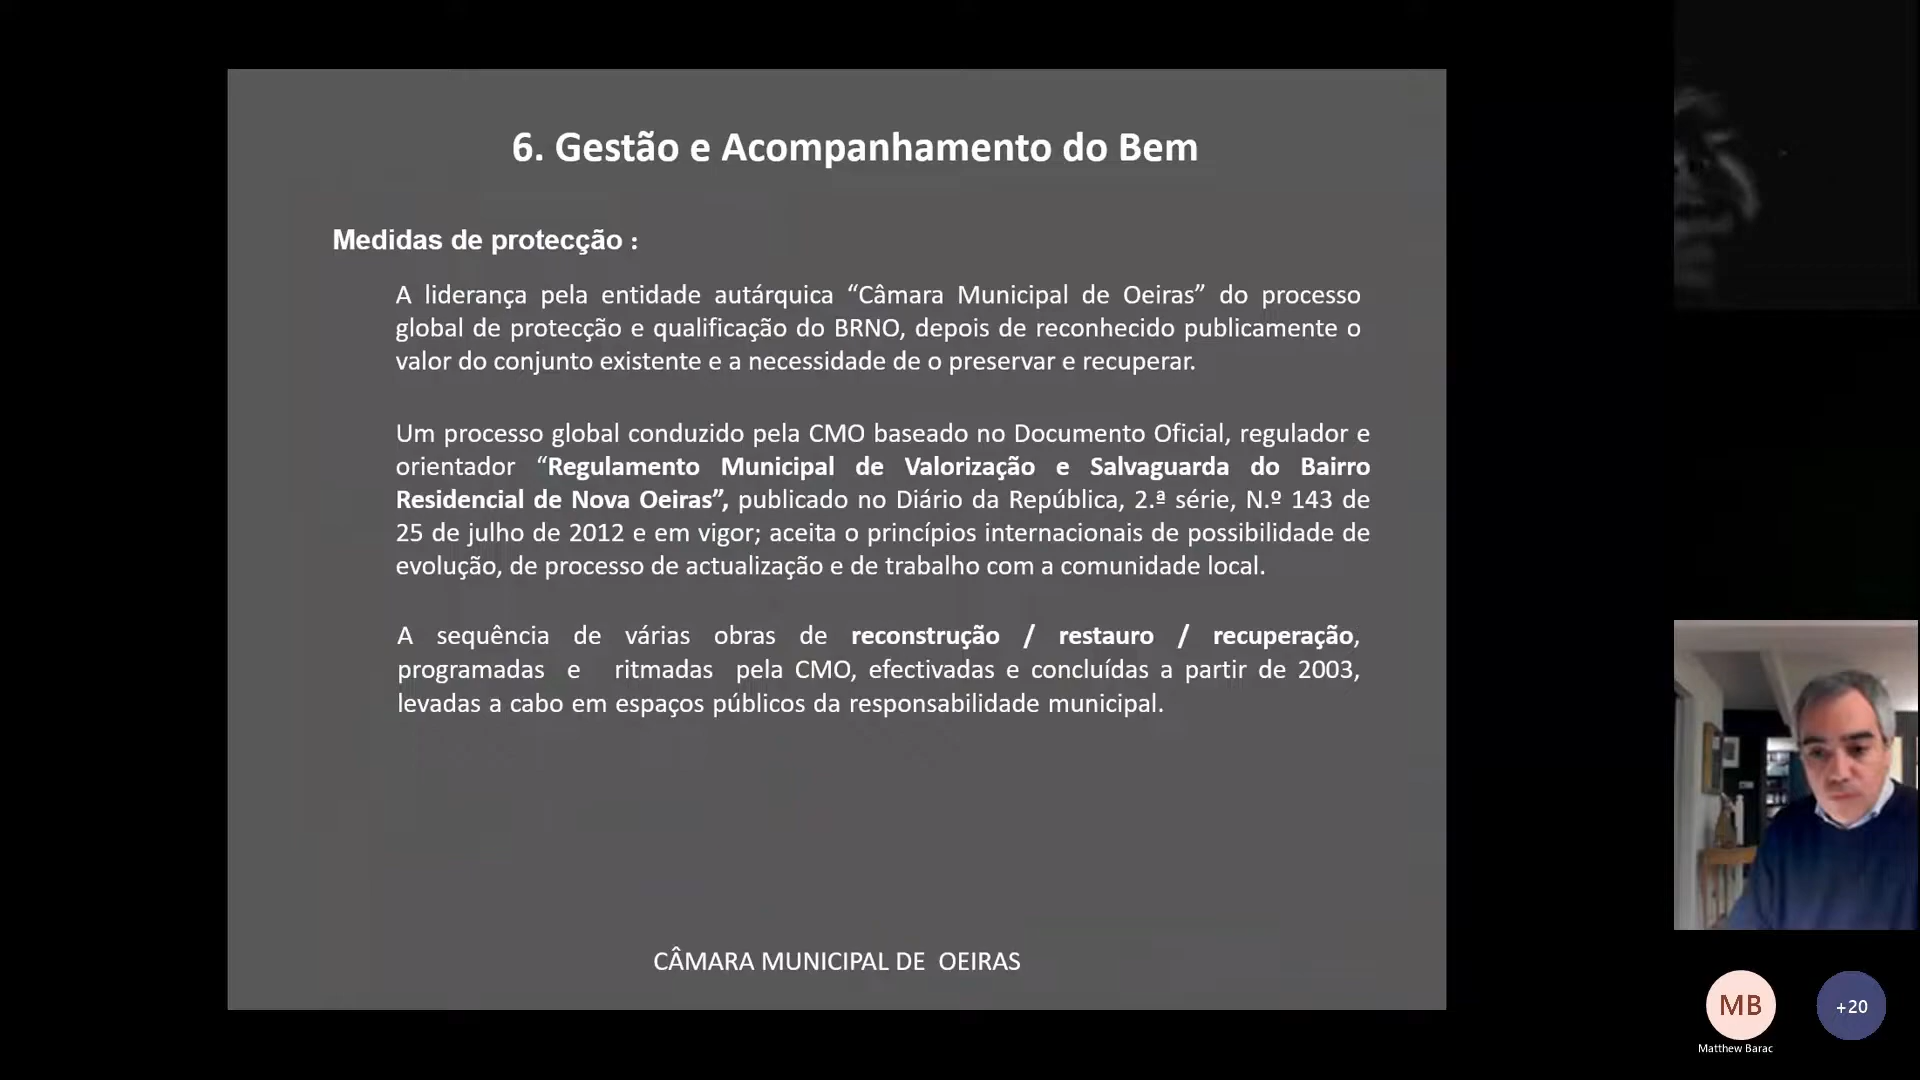 6. Gestão e Acompanhamento do Bem
Medidas de protecção :
A liderança pela entidade autárquica “Câmara Municipal de Oeiras” do processo
global de protecção e qualificação do BRNO, depois de reconhecido publicamente o
valor do conjunto existente e a necessidade de o preservar e recuperar.
Um processo global conduzido pela CMO baseado no Documento Oficial, regulador e
orientador “Regulamento Municipal de Valorização e Salvaguarda do Bairro
Residencial de Nova Oeiras”, publicado no Diário da República, 2.ª série, N.º 143 de
25 de julho de 2012 e em vigor; aceita o princípios internacionais de possibilidade de
evolução, de processo de actualização e de trabalho com a comunidade local.
A sequência de várias obras de reconstrução / restauro / recuperação,
programadas e ritmadas pela CMO, efectivadas e concluídas a partir de 2003,
levadas a cabo em espaços públicos da responsabilidade municipal.
CÂMARA MUNICIPAL DE OEIRAS
MB
+20
Matthew Barac